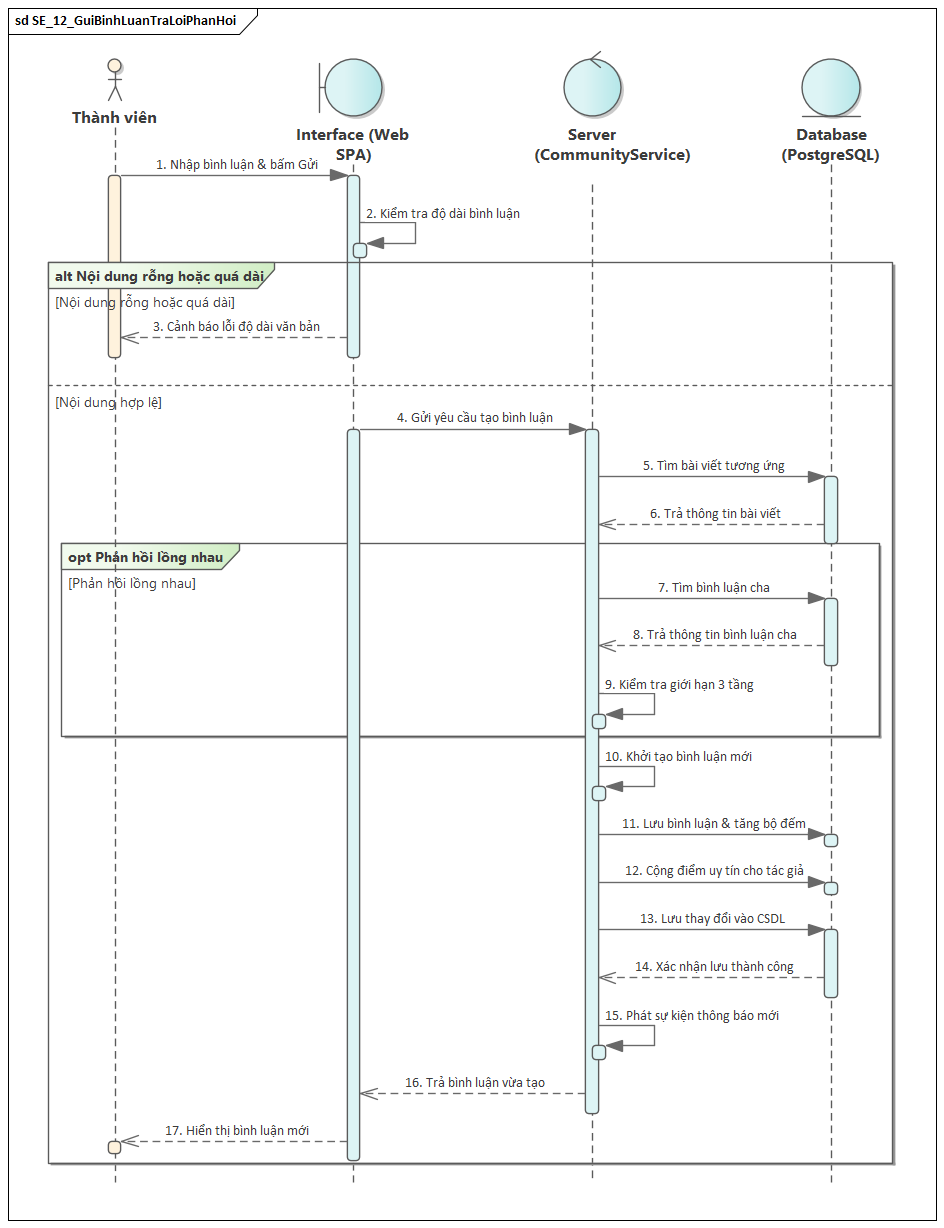 sd SE_12_GuiBinhLuanTraLoiPhanHoi
Thành viên
Interface (Web
SPA)
Server
(CommunityService)
Database
(PostgreSQL)
1. Nhập bình luận & bấm Gửi
2. Kiểm tra độ dài bình luận
alt Nội dung rỗng hoặc quá dài
[Nội dung rỗng hoặc quá dài]
3. Cảnh báo lỗi độ dài văn bản
[Nội dung hợp lệ]
4. Gửi yêu cầu tạo bình luận
5. Tìm bài viết tương ứng
6. Trả thông tin bài viết
opt Phản hồi lồng nhau
[Phản hồi lồng nhau]
7. Tìm bình luận cha
8. Trả thông tin bình luận cha
9. Kiểm tra giới hạn 3 tầng
10. Khởi tạo bình luận mới
11. Lưu bình luận & tăng bộ đếm
12. Cộng điểm uy tín cho tác giả
13. Lưu thay đổi vào CSDL
14. Xác nhận lưu thành công
15. Phát sự kiện thông báo mới
16. Trả bình luận vừa tạo
17. Hiển thị bình luận mới